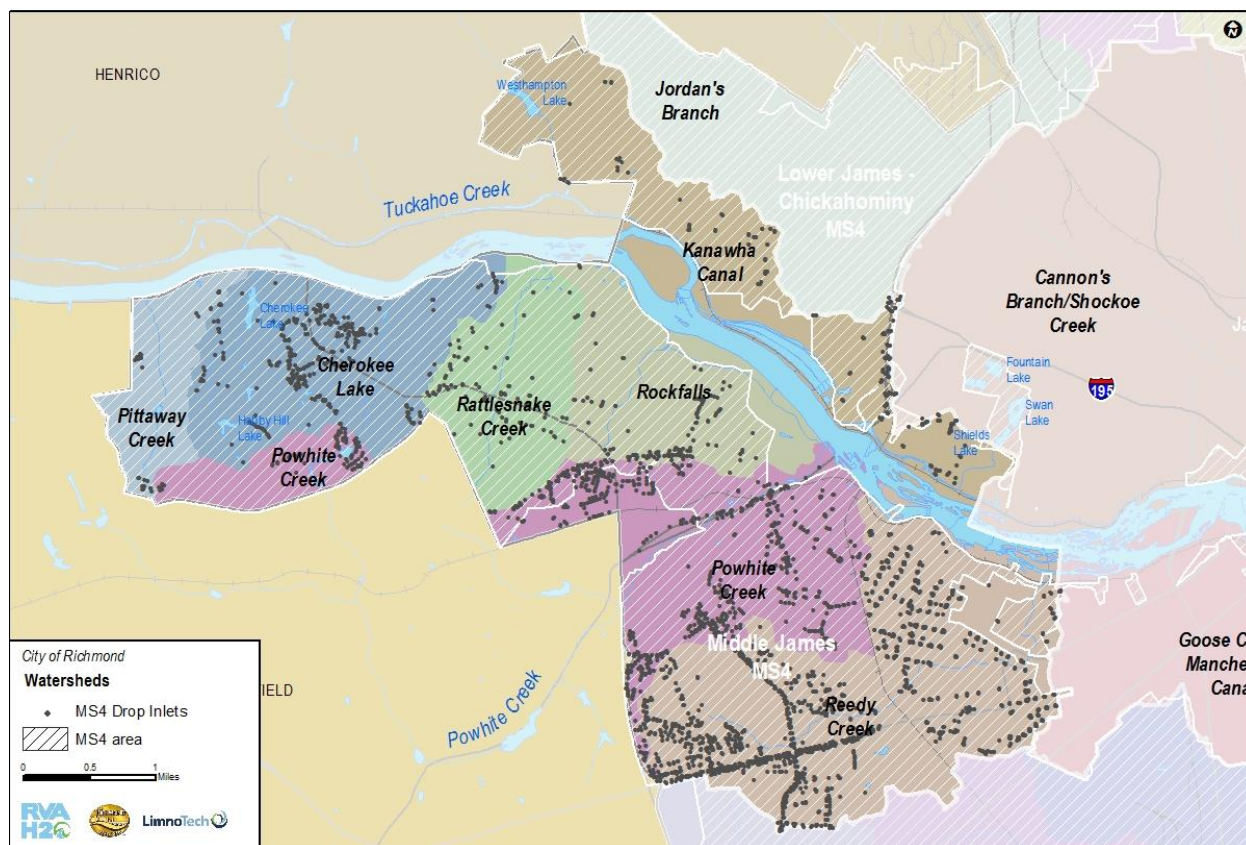 HENRICO
Westhampton
Lake
Jordan's
Branch
N
Tuckahoe Creek
Lower James -
Chickahominy
MS4
Kanawha
Canal
Cannon's
Branch/Shockoe
Creek
Ja
Cherokee
Lake
Cherokee
Lake
Fountain
Lake
195
Swan
Lake
Rattlesnake
Creek
Rockfalls
Pittaway
Creek
Lake
Powhite
Creek
Shields
Lake
Powhite
Creek
Middle James
MS4
Goose C
Manche
Cana
Reedy
Creek
Powhite Creek
City of Richmond
Watersheds
IELD
MS4 Drop Inlets
MS4 area
0 0.5 1
Miles
RVA
H2O
LimnoTech